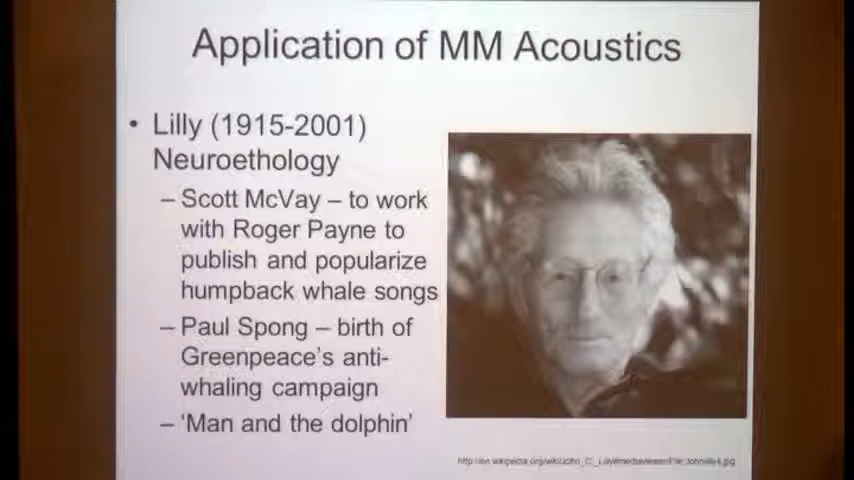 Application of MM Acoustics
• Lilly (1915-2001)
Neuroethology
– Scott McVay – to work
with Roger Payne to
publish and popularize
humpback whale songs
– Paul Spong – birth of
Greenpeace's anti-
whaling campaign
– 'Man and the dolphin'